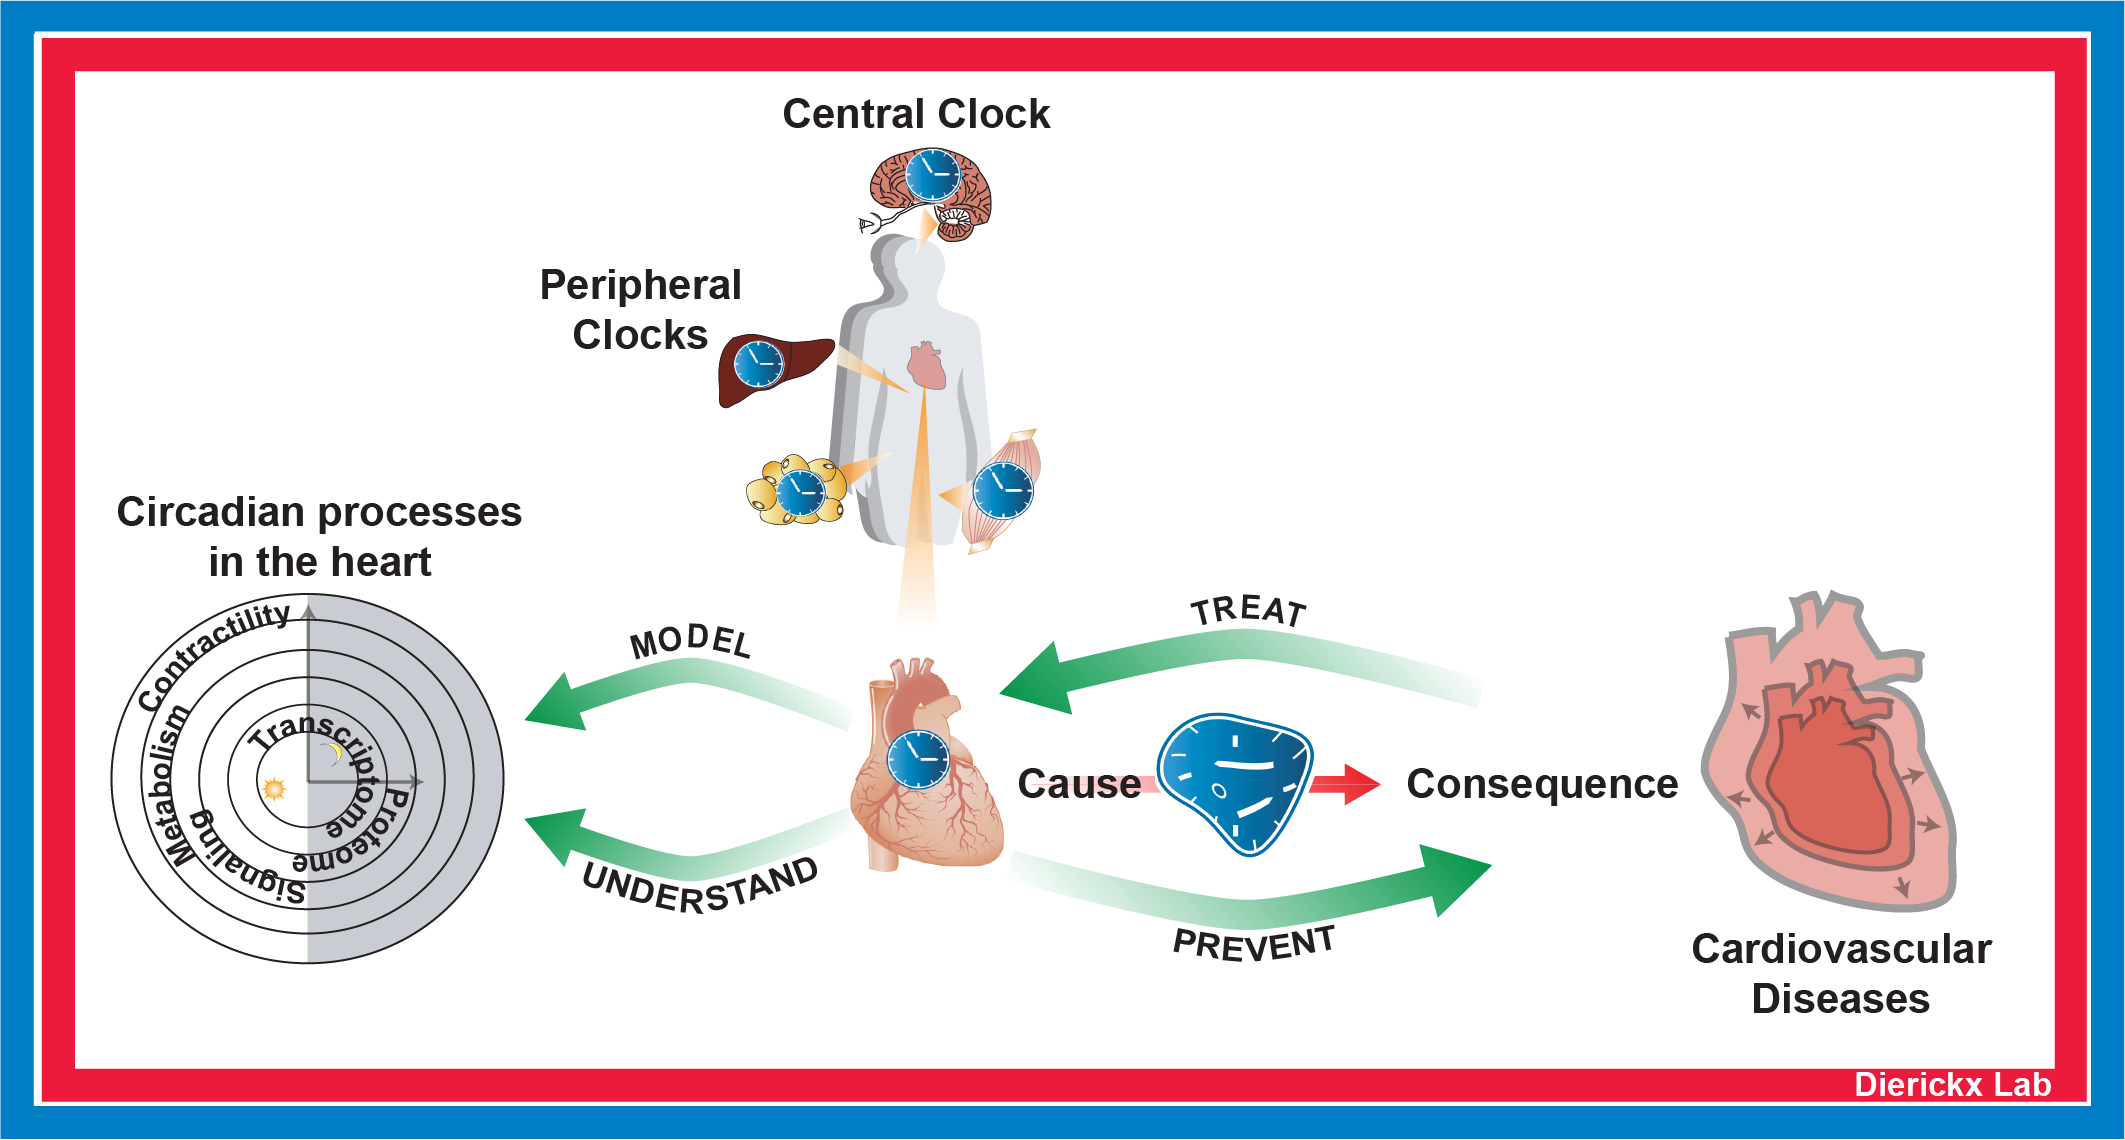 Central Clock
Peripheral
Clocks
Circadian processes
in the heart
Contractility
Metabolism
Signaling
Proteome
Transcriptome
MODEL
UNDERSTAND
TREAT
Cause
Consequence
PREVENT
Cardiovascular
Diseases
Dierickx Lab